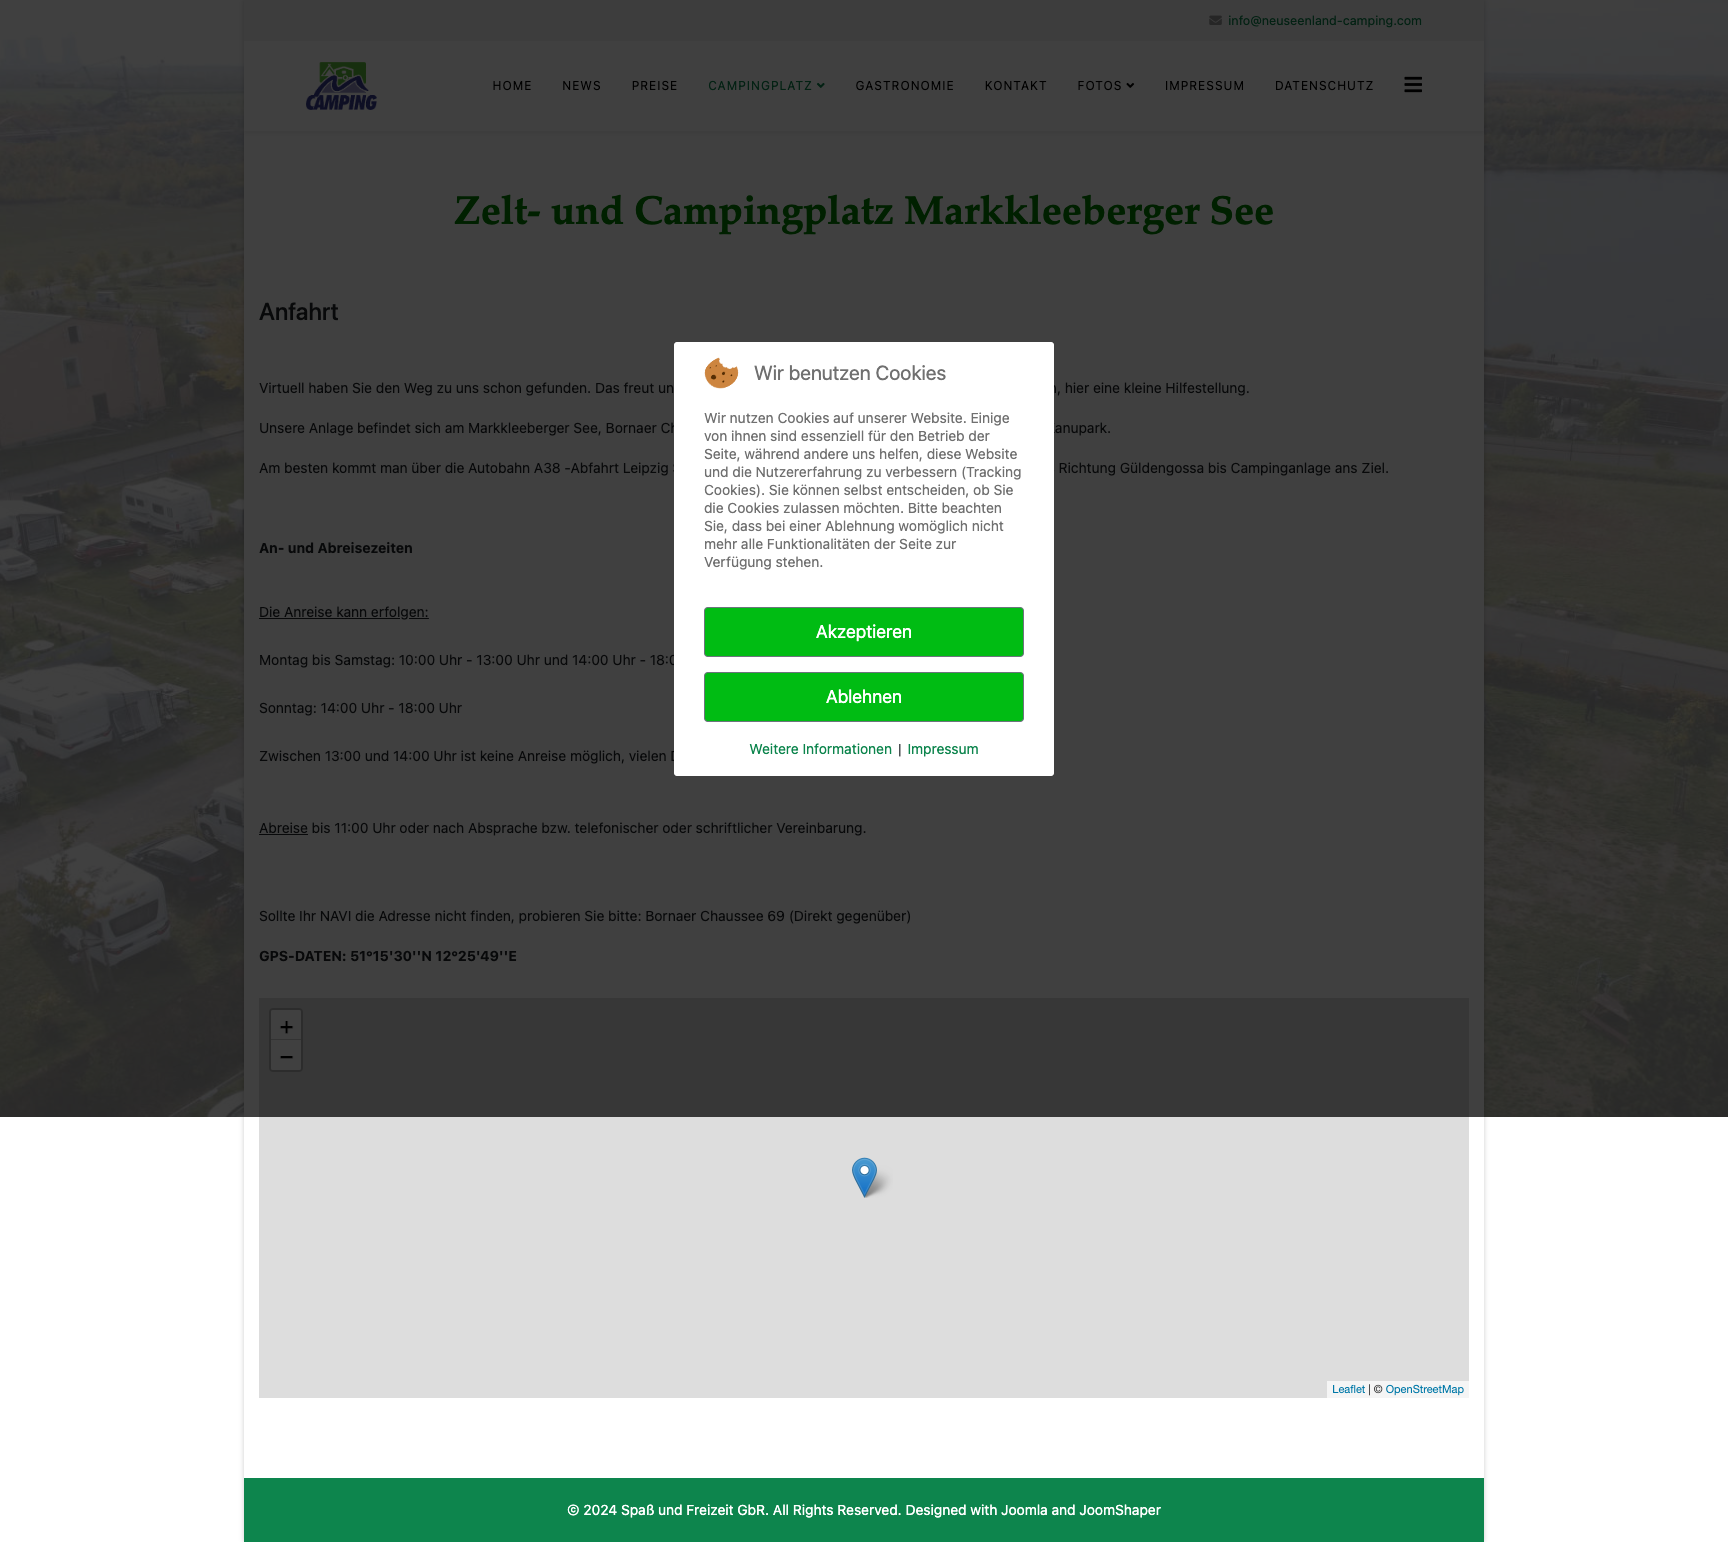 info@neuseenland-camping.com
CAMPING
HOME NEWS PREISE CAMPINGPLATZ GASTRONOMIE KONTAKT FOTOS IMPRESSUM DATENSCHUTZ
Zelt- und Campingplatz Markkleeberger See
Anfahrt
Wir benutzen Cookies
Virtuell haben Sie den Weg zu uns schon gefunden. Das freut , hier eine kleine Hilfestellung.
Wir nutzen Cookies auf unserer Website. Einige
von ihnen sind essenziell für den Betrieb der
Seite, während andere uns helfen, diese Website
und die Nutzererfahrung zu verbessern (Tracking
Cookies). Sie können selbst entscheiden, ob Sie
die Cookies zulassen möchten. Bitte beachten
Sie, dass bei einer Ablehnung womöglich nicht
mehr alle Funktionalitäten der Seite zur
Verfügung stehen.
Unsere Anlage befindet sich am Markkleeberger See, Bornaer anupark.
Am besten kommt man über die Autobahn A38 -Abfahrt Leipzig Richtung Güldengossa bis Campinganlage ans Ziel.
An- und Abreisezeiten
Die Anreise kann erfolgen:
Akzeptieren
Montag bis Samstag: 10:00 Uhr - 13:00 Uhr und 14:00 Uhr - 18:0
Ablehnen
Sonntag: 14:00 Uhr - 18:00 Uhr
Weitere Informationen | Impressum
Zwischen 13:00 und 14:00 Uhr ist keine Anreise möglich, vielen
Abreise bis 11:00 Uhr oder nach Absprache bzw. telefonischer oder schriftlicher Vereinbarung.
Sollte Ihr NAVI die Adresse nicht finden, probieren Sie bitte: Bornaer Chaussee 69 (Direkt gegenüber)
GPS-DATEN: 51°15'30''N 12°25'49''E
+
−
Leaflet | © OpenStreetMap
© 2024 Spaß und Freizeit GbR. All Rights Reserved. Designed with Joomla and JoomShaper